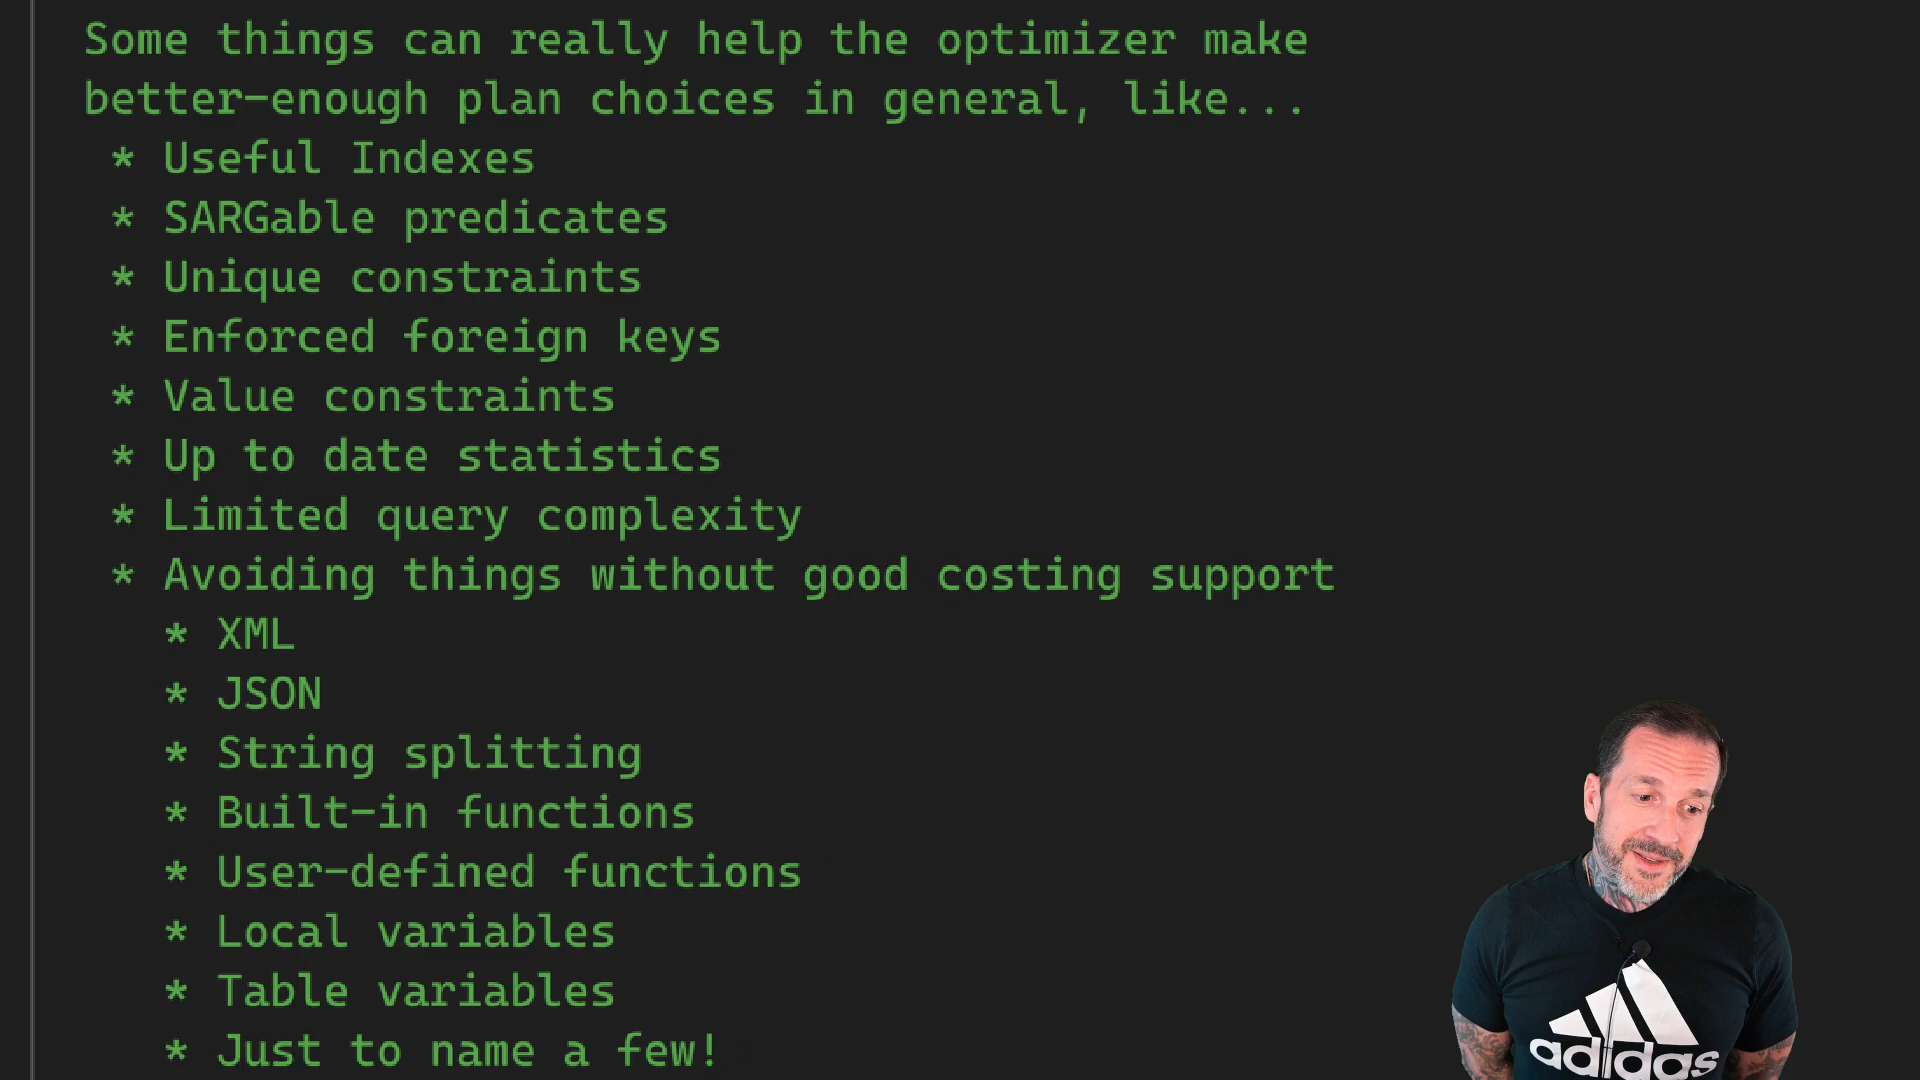 Some things can really help the optimizer make
better-enough plan choices in general, like...
* Useful Indexes
* SARGable predicates
* Unique constraints
* Enforced foreign keys
* Value constraints
* Up to date statistics
* Limited query complexity
* Avoiding things without good costing support
* XML
* JSON
* String splitting
* Built-in functions
* User-defined functions
* Local variables
* Table variables
* Just to name a few!
adidas